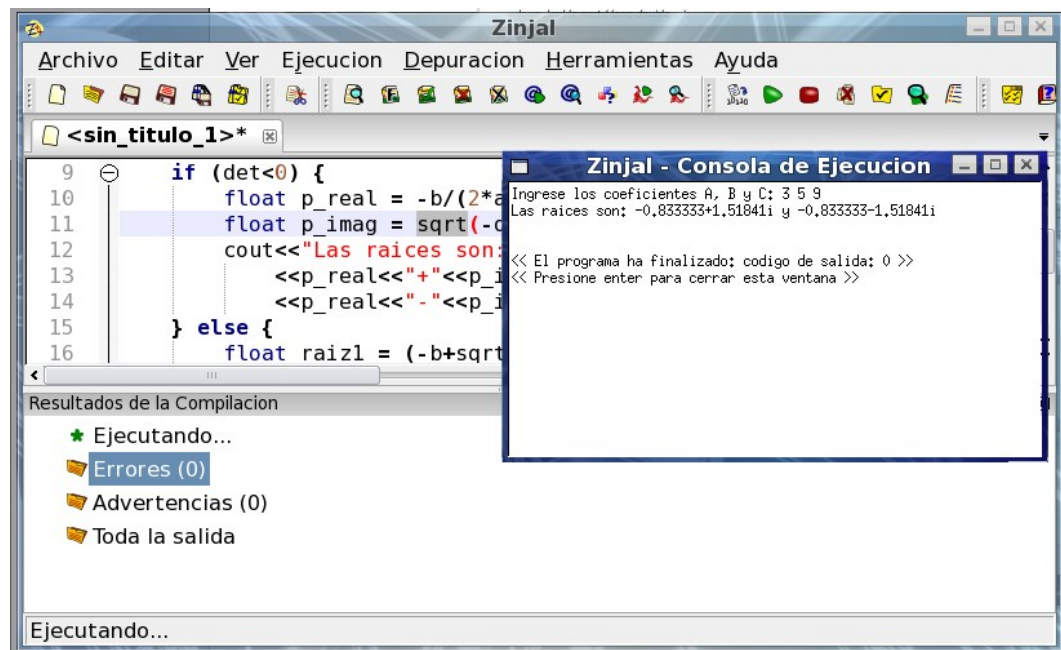 Zinjal
Archivo Editar Ver Ejecucion Depuracion Herramientas Ayuda
<sin_titulo_1>*
9 if (det<0) {
10 float p_real = -b/(2*a
11 float p_imag = sqrt(-d
12 cout<<"Las raices son:
13 <<p_real<<"+"<<p_i
14 <<p_real<<"-"<<p_i
15 } else {
16 float raiz1 = (-b+sqrt
Zinjal - Consola de Ejecucion
Ingrese los coeficientes A, B y C: 3 5 9
Las raices son: -0.833333+1.51841i y -0.833333-1.51841i
<< El programa ha finalizado: codigo de salida: 0 >>
<< Presione enter para cerrar esta ventana >>
Resultados de la Compilacion
Ejecutando...
Errores (0)
Advertencias (0)
Toda la salida
Ejecutando...